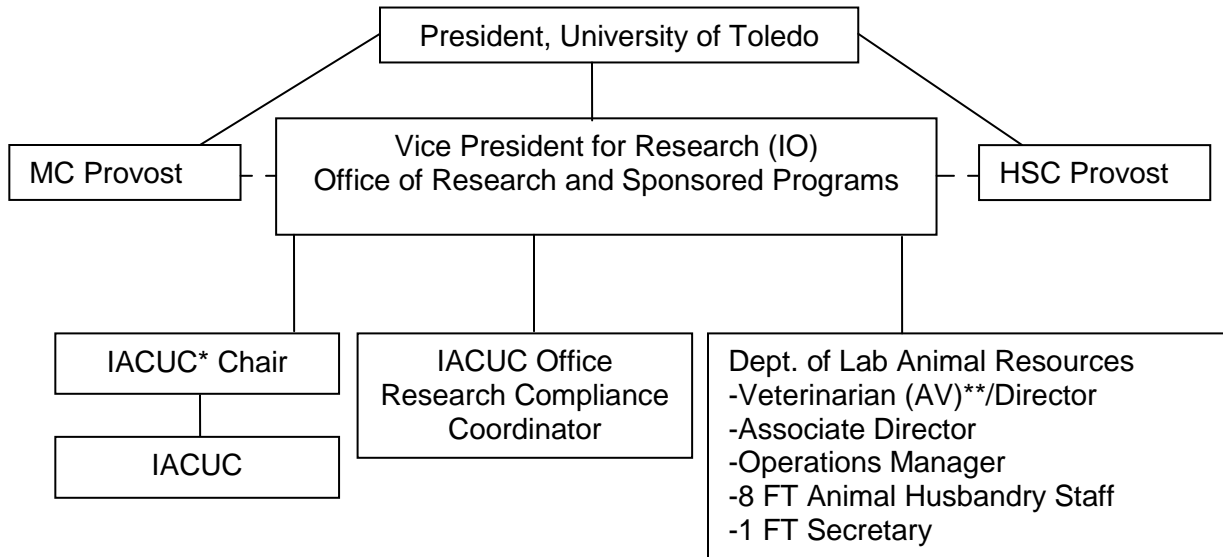 President, University of Toledo
Vice President for Research (IO)
Office of Research and Sponsored Programs
MC Provost
HSC Provost
IACUC* Chair
IACUC
IACUC Office
Research Compliance
Coordinator
Dept. of Lab Animal Resources
-Veterinarian (AV)**/Director
-Associate Director
-Operations Manager
-8 FT Animal Husbandry Staff
-1 FT Secretary